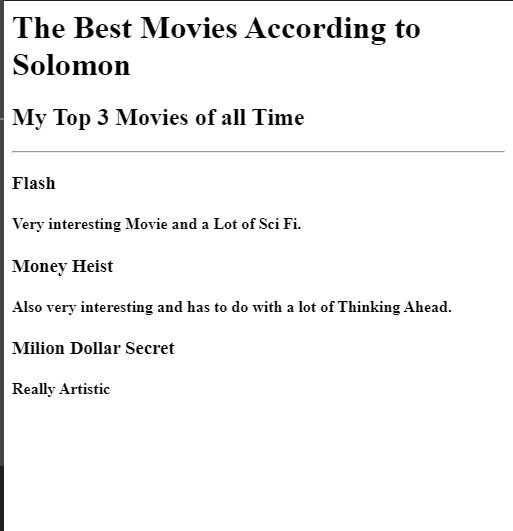 The Best Movies According to
Solomon
My Top 3 Movies of all Time
Flash
Very interesting Movie and a Lot of Sci Fi.
Money Heist
Also very interesting and has to do with a lot of Thinking Ahead.
Milion Dollar Secret
Really Artistic